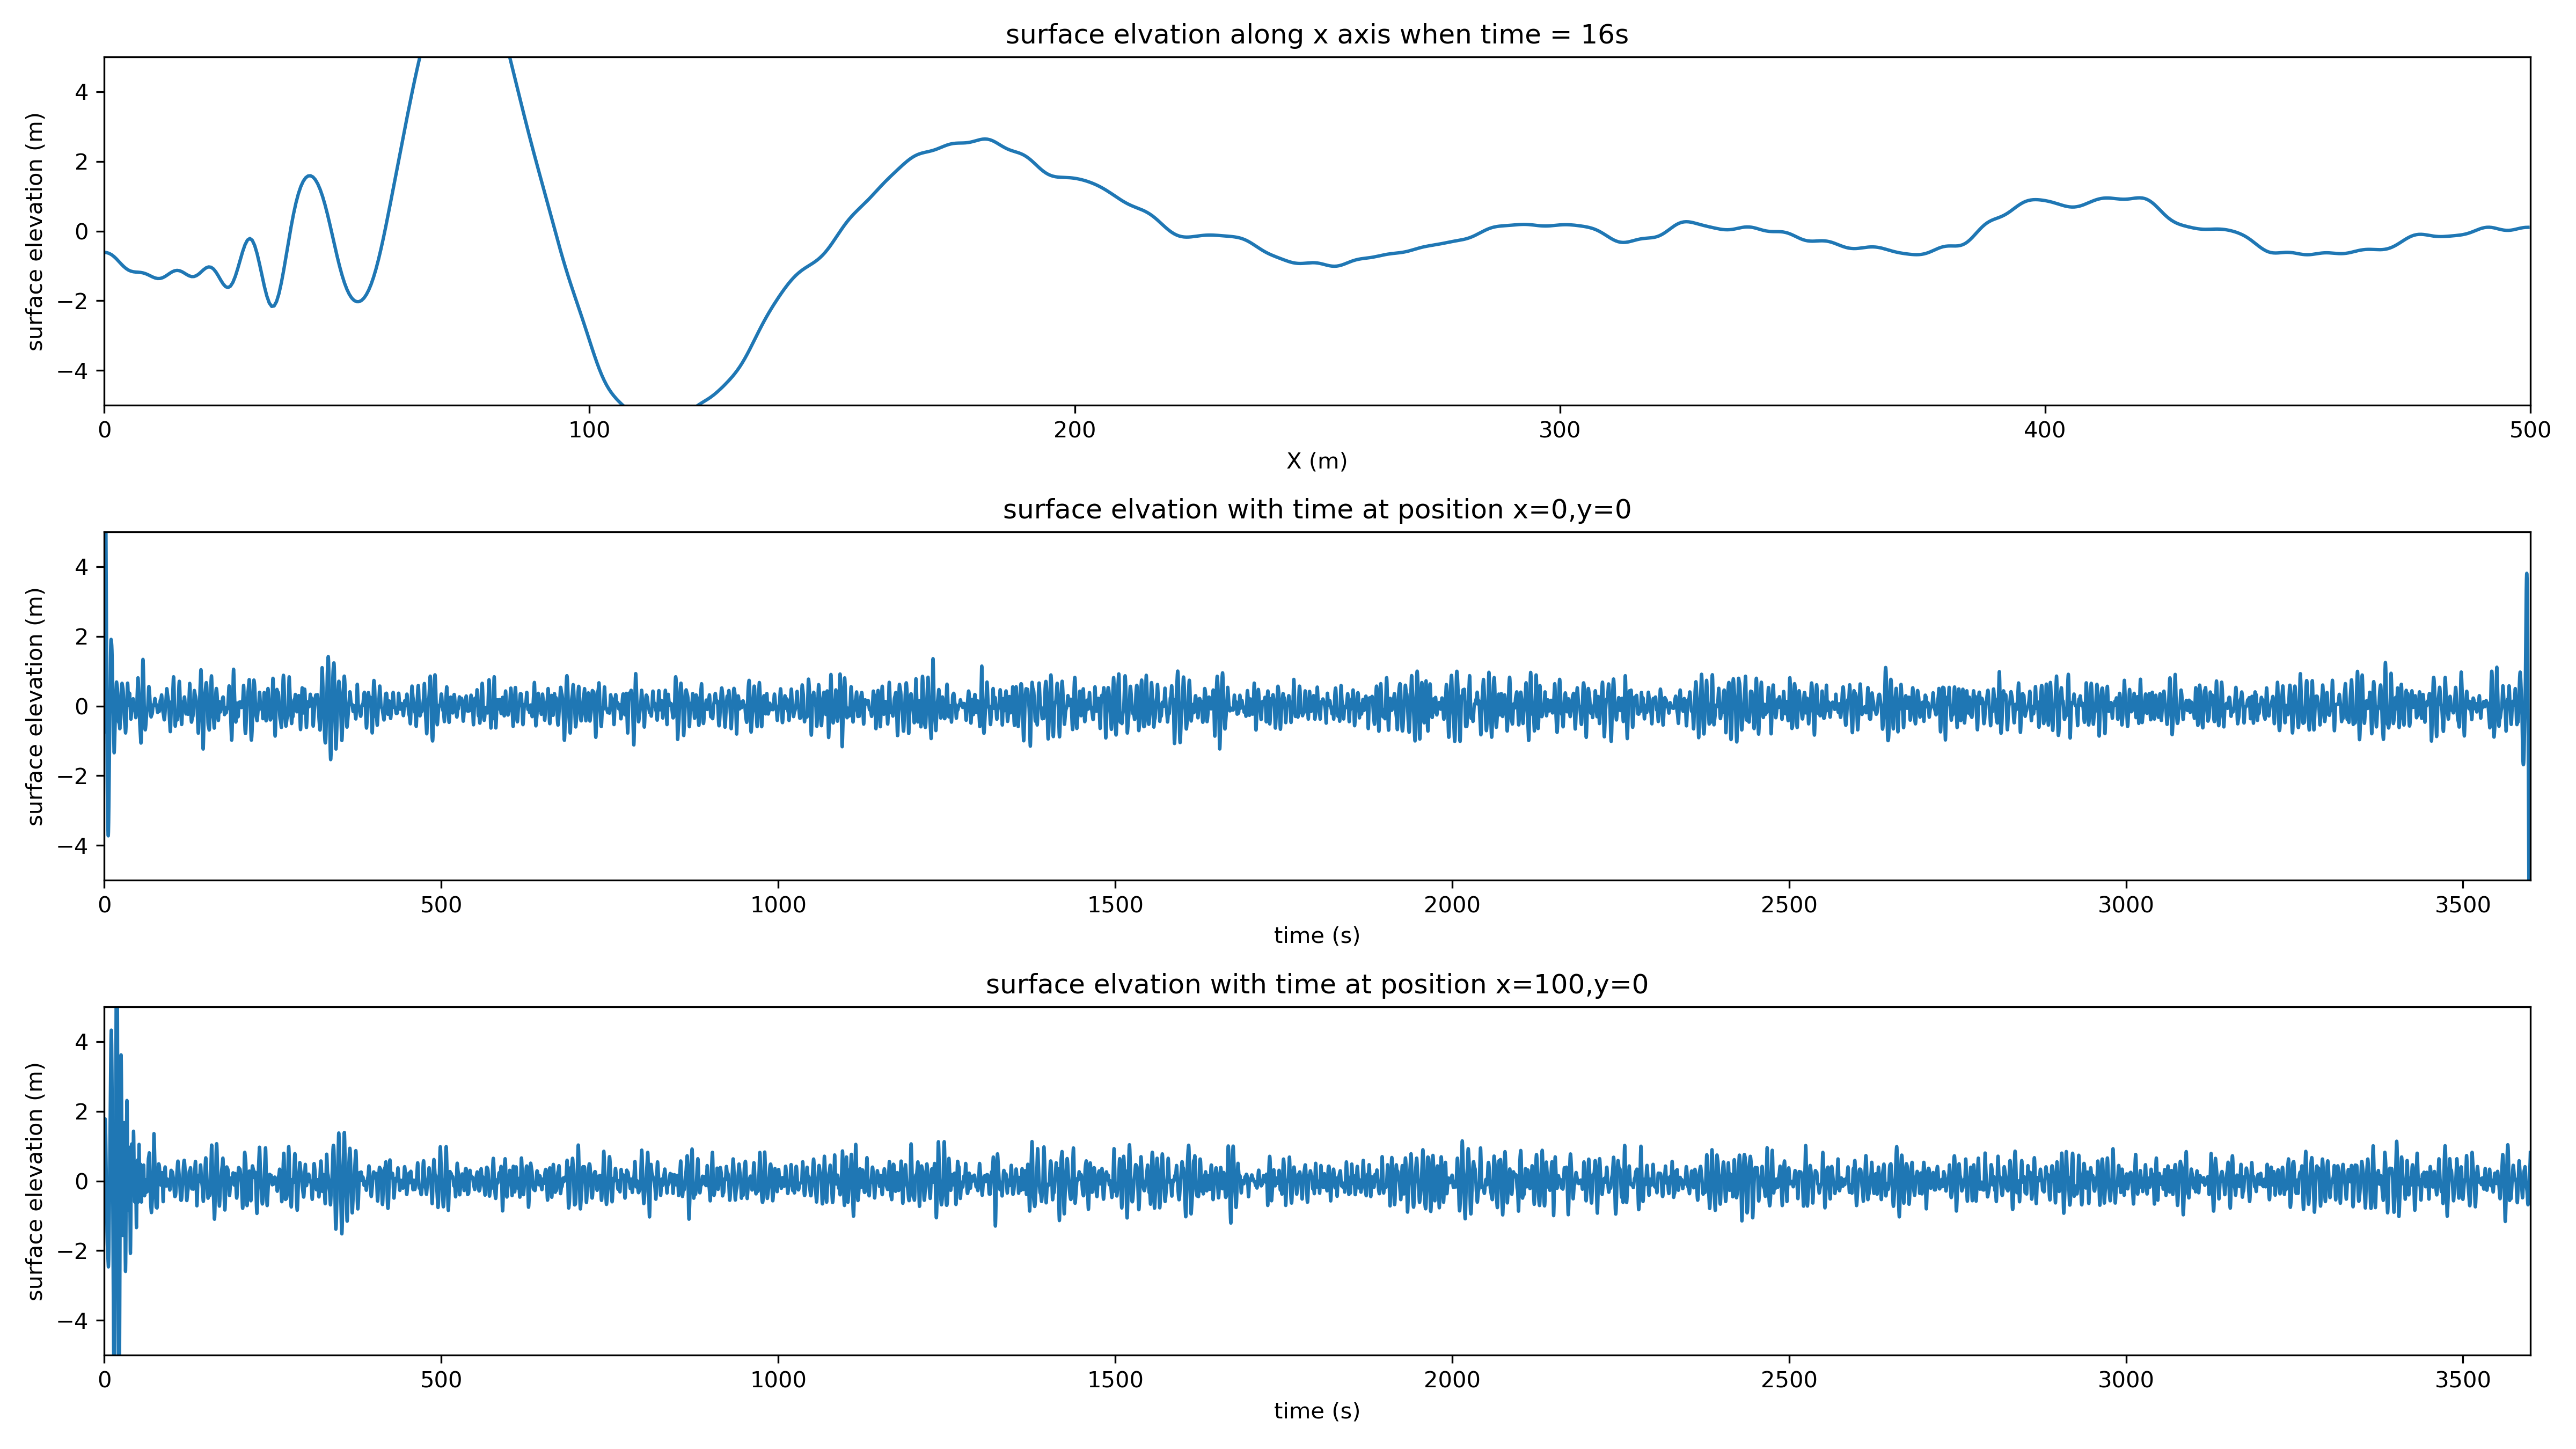 surface elvation along x axis when time = 16s
surface elevation (m)
4
2
0
−2
−4
0 100 200 300 400 500
X (m)
surface elvation with time at position x=0,y=0
surface elevation (m)
4
2
0
−2
−4
0 500 1000 1500 2000 2500 3000 3500
time (s)
surface elvation with time at position x=100,y=0
surface elevation (m)
4
2
0
−2
−4
0 500 1000 1500 2000 2500 3000 3500
time (s)